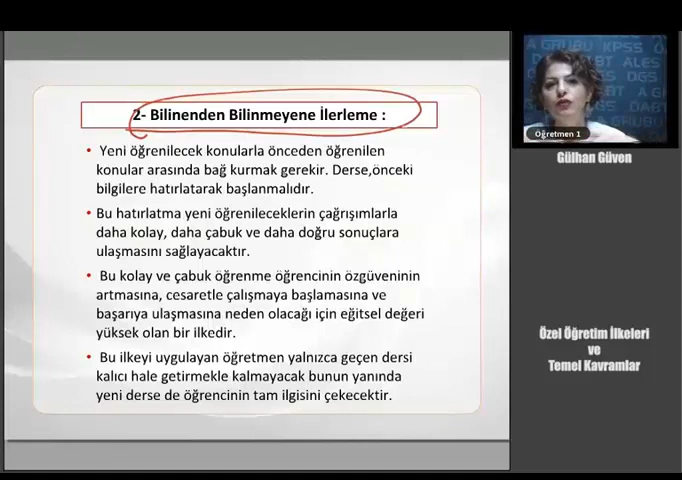 2- Bilinenden Bilinmeyene İlerleme :
• Yeni öğrenilecek konularla önceden öğrenilen
konular arasında bağ kurmak gerekir. Derse,önceki
bilgilere hatırlatarak başlanmalıdır.
• Bu hatırlatma yeni öğrenileceklerin çağrışımlarla
daha kolay, daha çabuk ve daha doğru sonuçlara
ulaşmasını sağlayacaktır.
• Bu kolay ve çabuk öğrenme öğrencinin özgüveninin
artmasına, cesaretle çalışmaya başlamasına ve
başarıya ulaşmasına neden olacağı için eğitsel değeri
yüksek olan bir ilkedir.
• Bu ilkeyi uygulayan öğretmen yalnızca geçen dersi
kalıcı hale getirmekle kalmayacak bunun yanında
yeni derse de öğrencinin tam ilgisini çekecektir.
A GRUBU KPSS
ALES
DGS
Öğretmen 1
Gülhan Güven
Özel Öğretim İlkeleri
ve
Temel Kavramlar